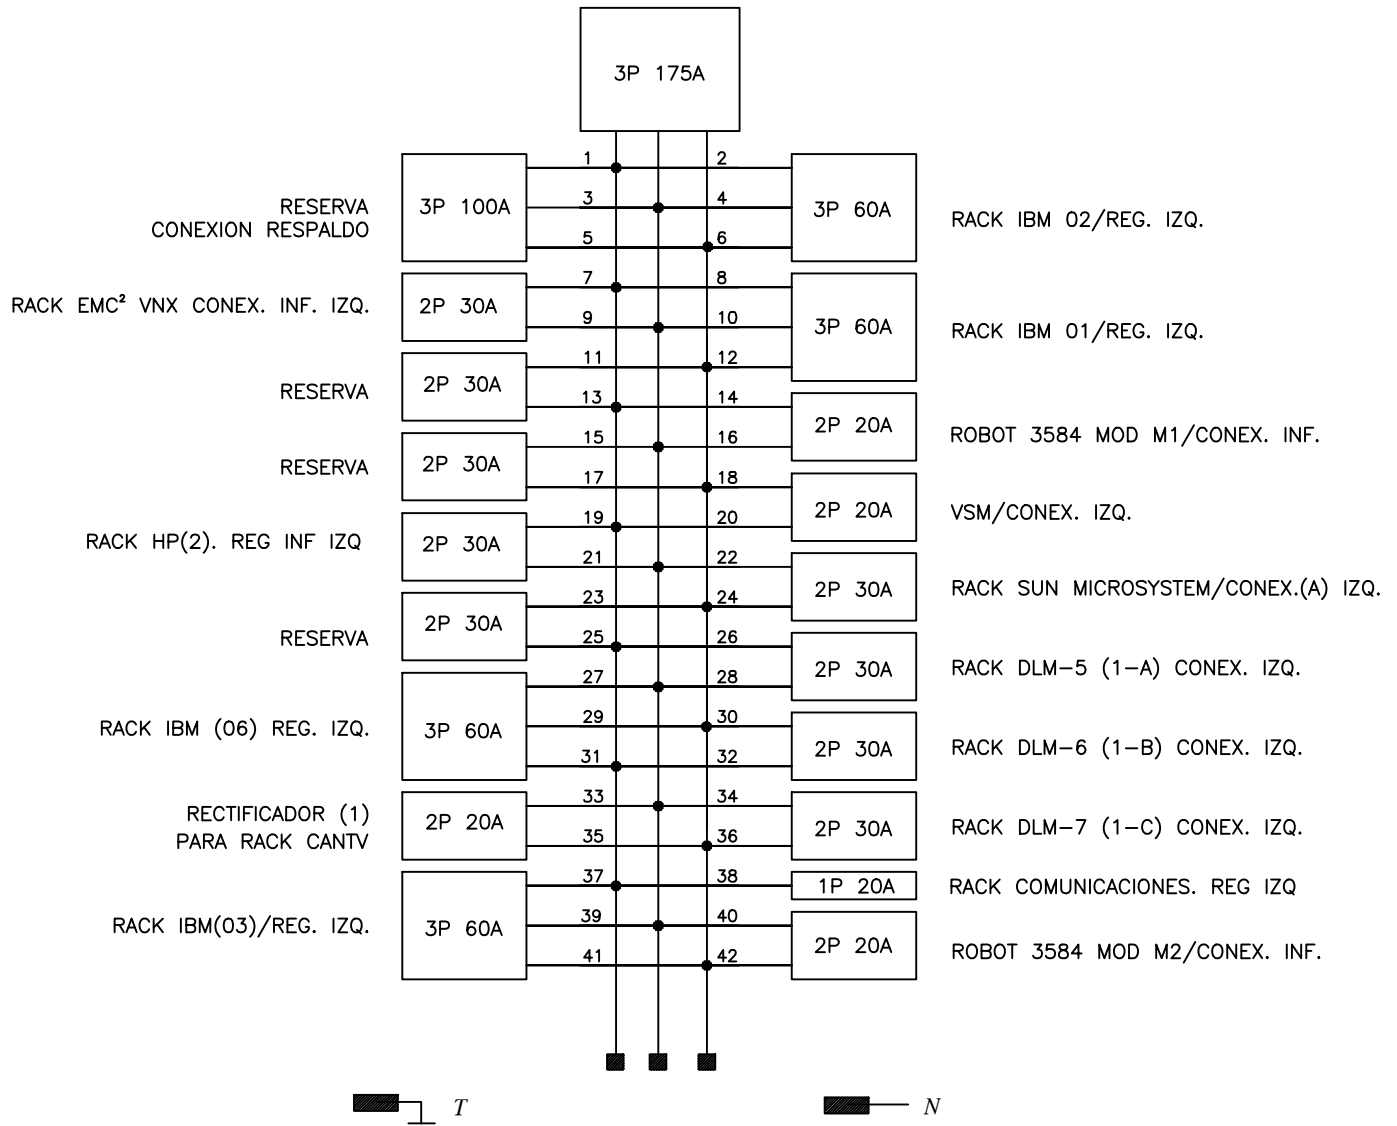 3P 175A
1 2
3P 100A
3 4
3P 60A
5 6
RESERVA
CONEXION RESPALDO
RACK IBM 02/REG. IZQ.
7 8
RACK EMC² VNX CONEX. INF. IZQ.
2P 30A
9 10
3P 60A
RACK IBM 01/REG. IZQ.
11 12
RESERVA
2P 30A
13 14
2P 20A
ROBOT 3584 MOD M1/CONEX. INF.
15 16
RESERVA
2P 30A
17 18
2P 20A
VSM/CONEX. IZQ.
19 20
RACK HP(2). REG INF IZQ
2P 30A
21 22
2P 30A
RACK SUN MICROSYSTEM/CONEX.(A) IZQ.
23 24
RESERVA
2P 30A
25 26
2P 30A
RACK DLM-5 (1-A) CONEX. IZQ.
27 28
RACK IBM (06) REG. IZQ.
3P 60A
29 30
2P 30A
RACK DLM-6 (1-B) CONEX. IZQ.
31 32
RECTIFICADOR (1)
PARA RACK CANTV
2P 20A
33 34
2P 30A
RACK DLM-7 (1-C) CONEX. IZQ.
35 36
37 38
1P 20A
RACK COMUNICACIONES. REG IZQ
RACK IBM(03)/REG. IZQ.
3P 60A
39 40
2P 20A
ROBOT 3584 MOD M2/CONEX. INF.
41 42
T
N